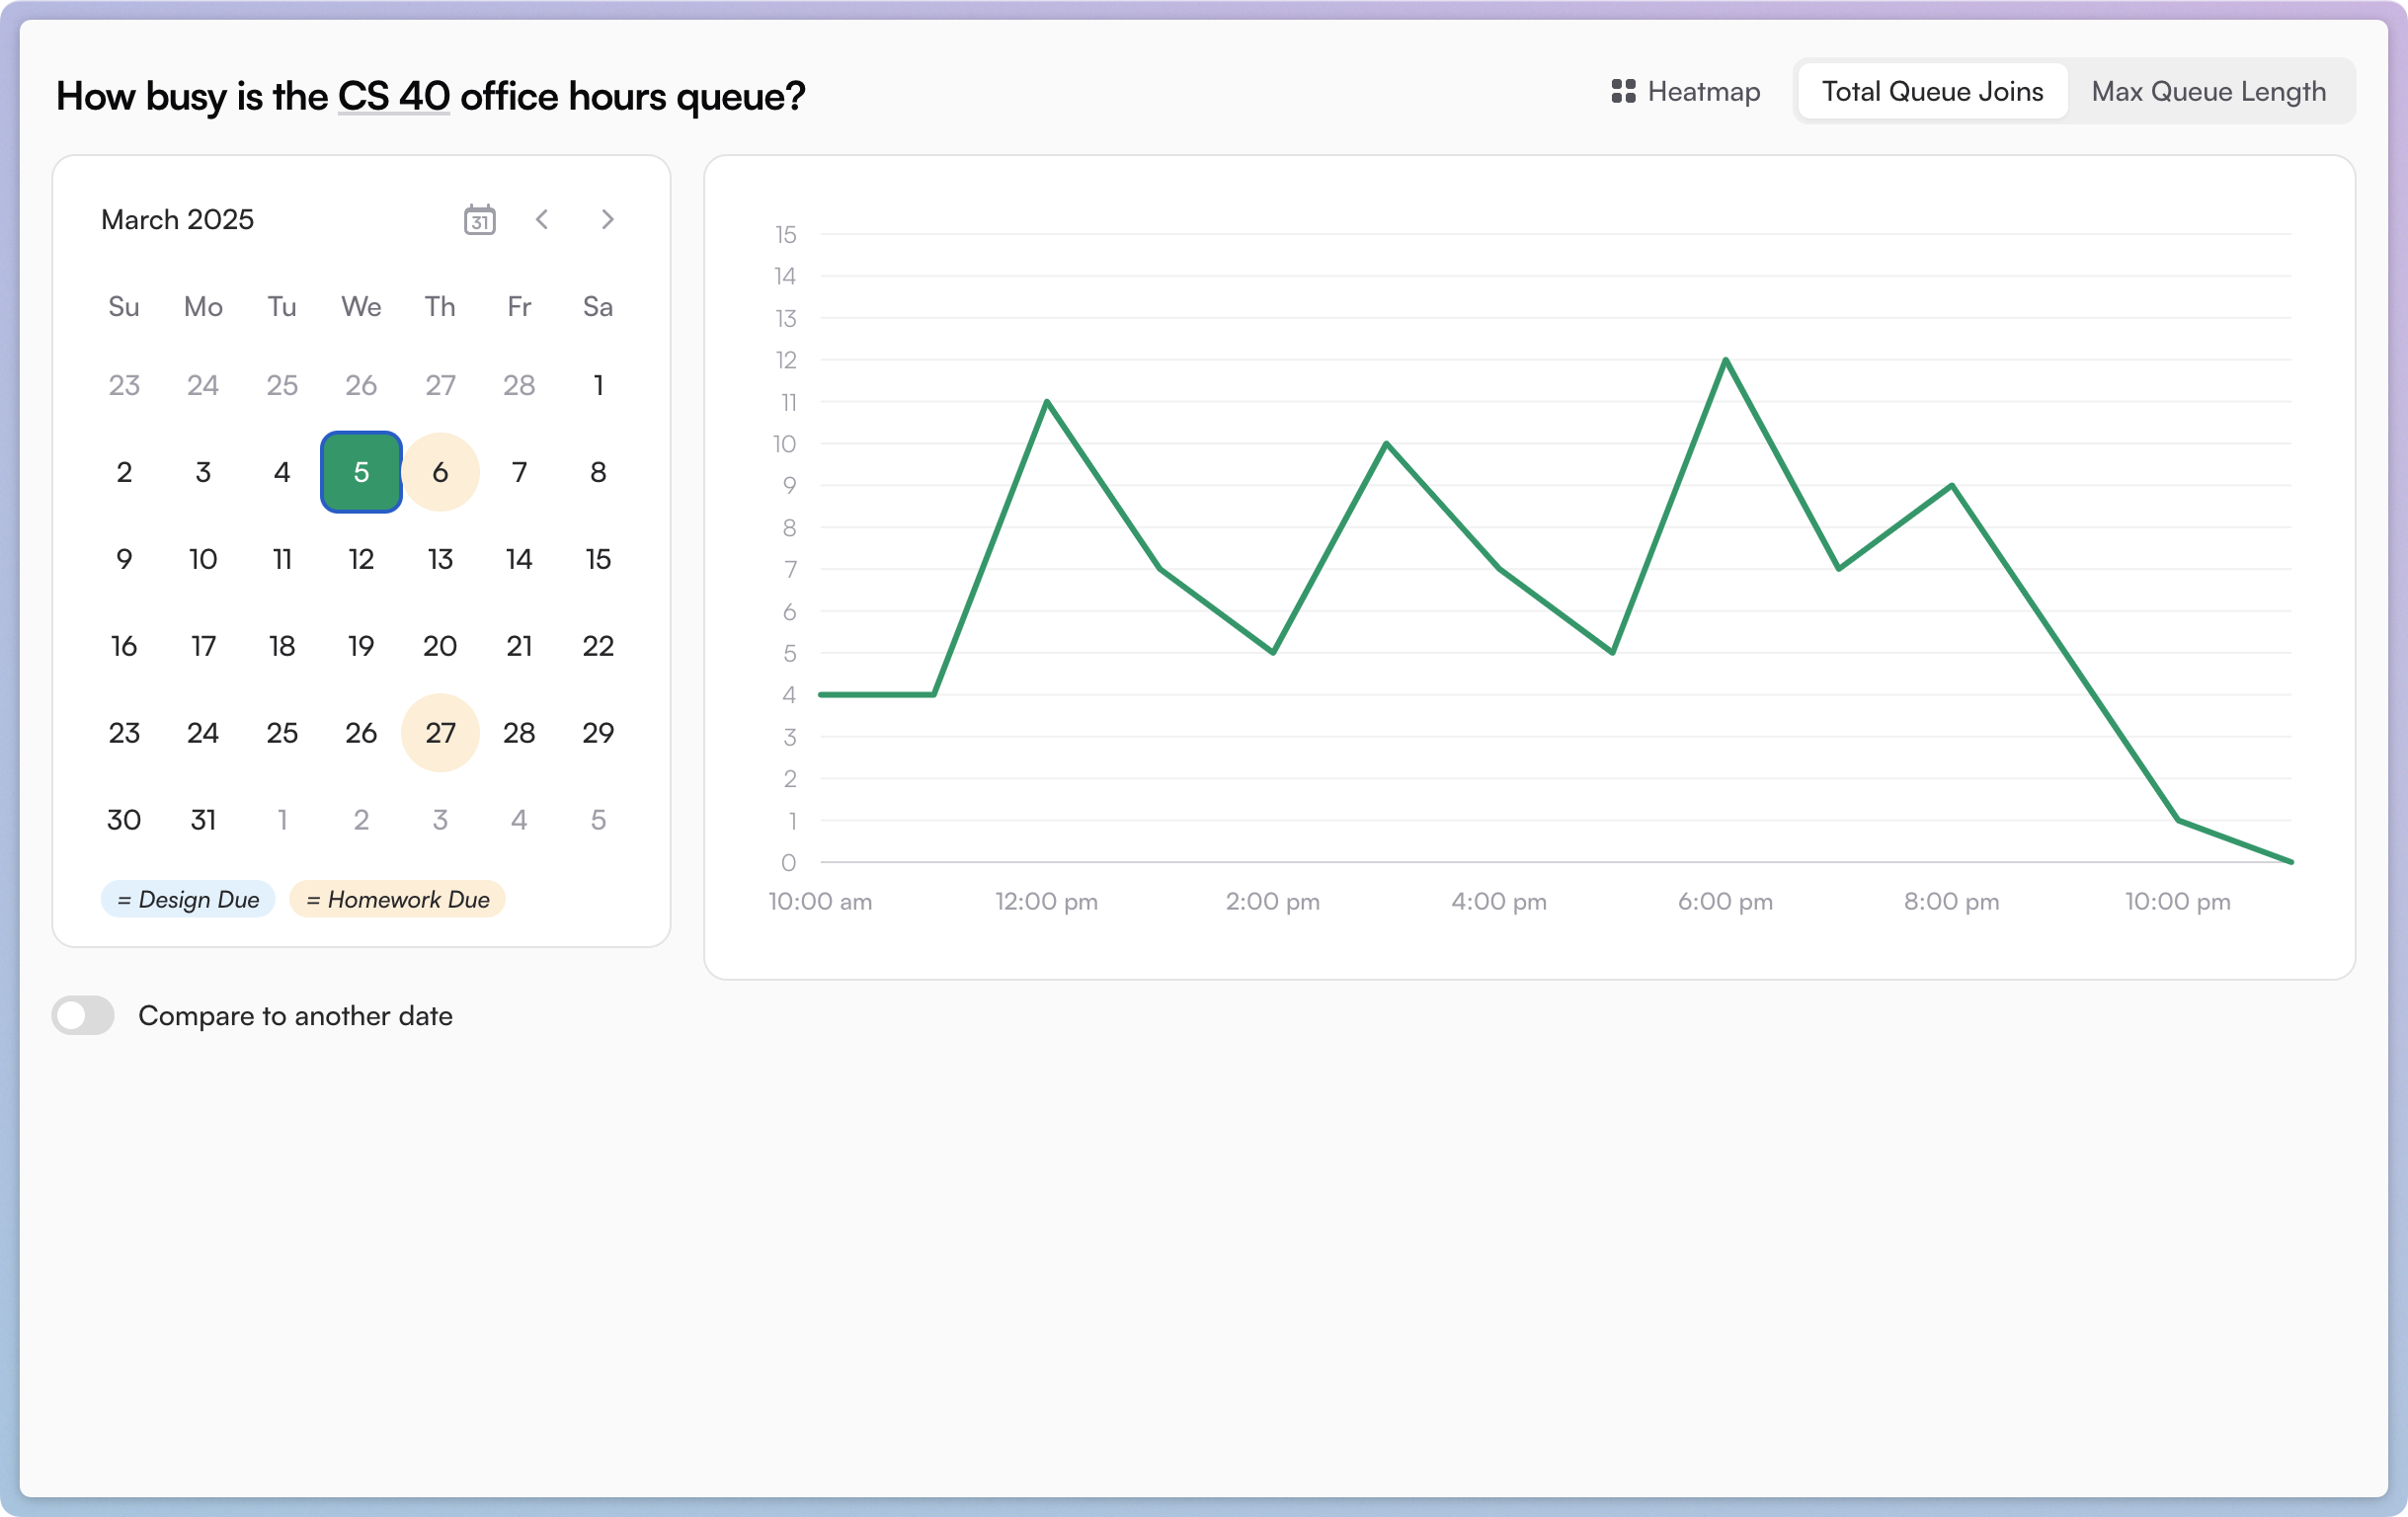 How busy is the CS 40 office hours queue?
Heatmap
Total Queue Joins
Max Queue Length
March 2025
31
Su Mo Tu We Th Fr Sa
23 24 25 26 27 28 1
2 3 4 5 6 7 8
9 10 11 12 13 14 15
16 17 18 19 20 21 22
23 24 25 26 27 28 29
30 31 1 2 3 4 5
= Design Due
= Homework Due
Compare to another date
15
14
13
12
11
10
9
8
7
6
5
4
3
2
1
0
10:00 am 12:00 pm 2:00 pm 4:00 pm 6:00 pm 8:00 pm 10:00 pm